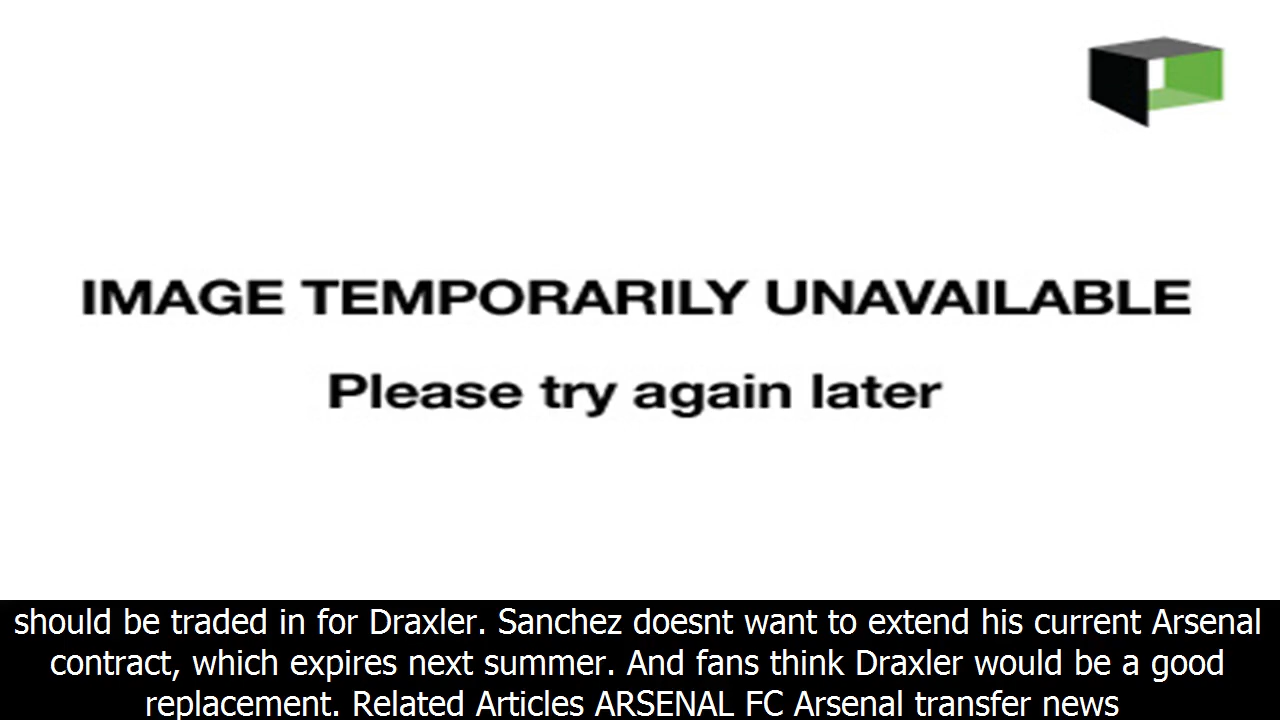 IMAGE TEMPORARILY UNAVAILABLE
Please try again later
should be traded in for Draxler. Sanchez doesnt want to extend his current Arsenal
contract, which expires next summer. And fans think Draxler would be a good
replacement. Related Articles ARSENAL FC Arsenal transfer news